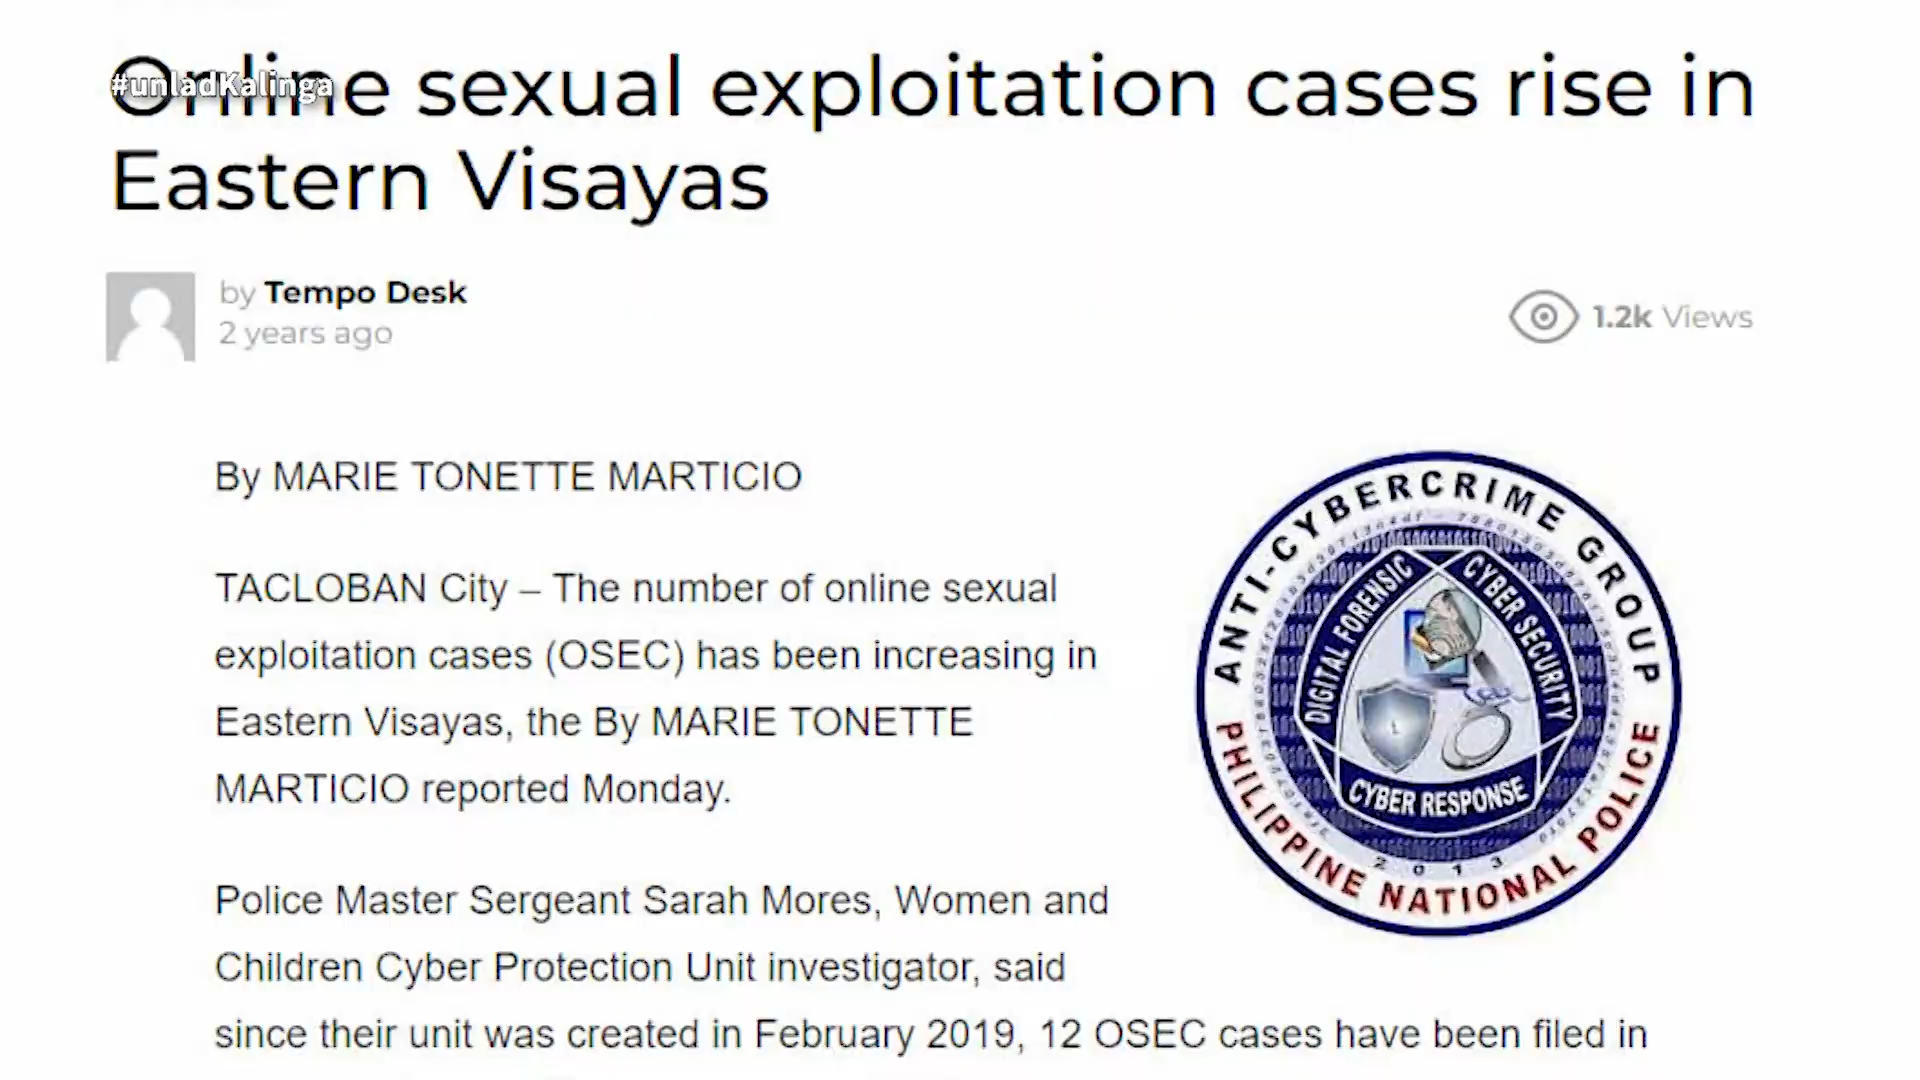 #unladKalinga
Online sexual exploitation cases rise in
Eastern Visayas
by Tempo Desk
2 years ago
1.2k Views
By MARIE TONETTE MARTICIO
TACLOBAN City – The number of online sexual
exploitation cases (OSEC) has been increasing in
Eastern Visayas, the By MARIE TONETTE
MARTICIO reported Monday.
Police Master Sergeant Sarah Mores, Women and
Children Cyber Protection Unit investigator, said
since their unit was created in February 2019, 12 OSEC cases have been filed in
ANTI-CYBERCRIME GROUP
DIGITAL FORENSIC
CYBER SECURITY
CYBER RESPONSE
2013
PHILIPPINE NATIONAL POLICE